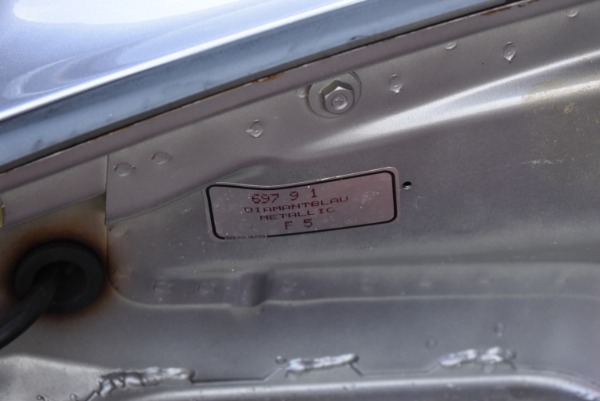 697 9 1
DIAMANTBLAU
METALLIC
F 5